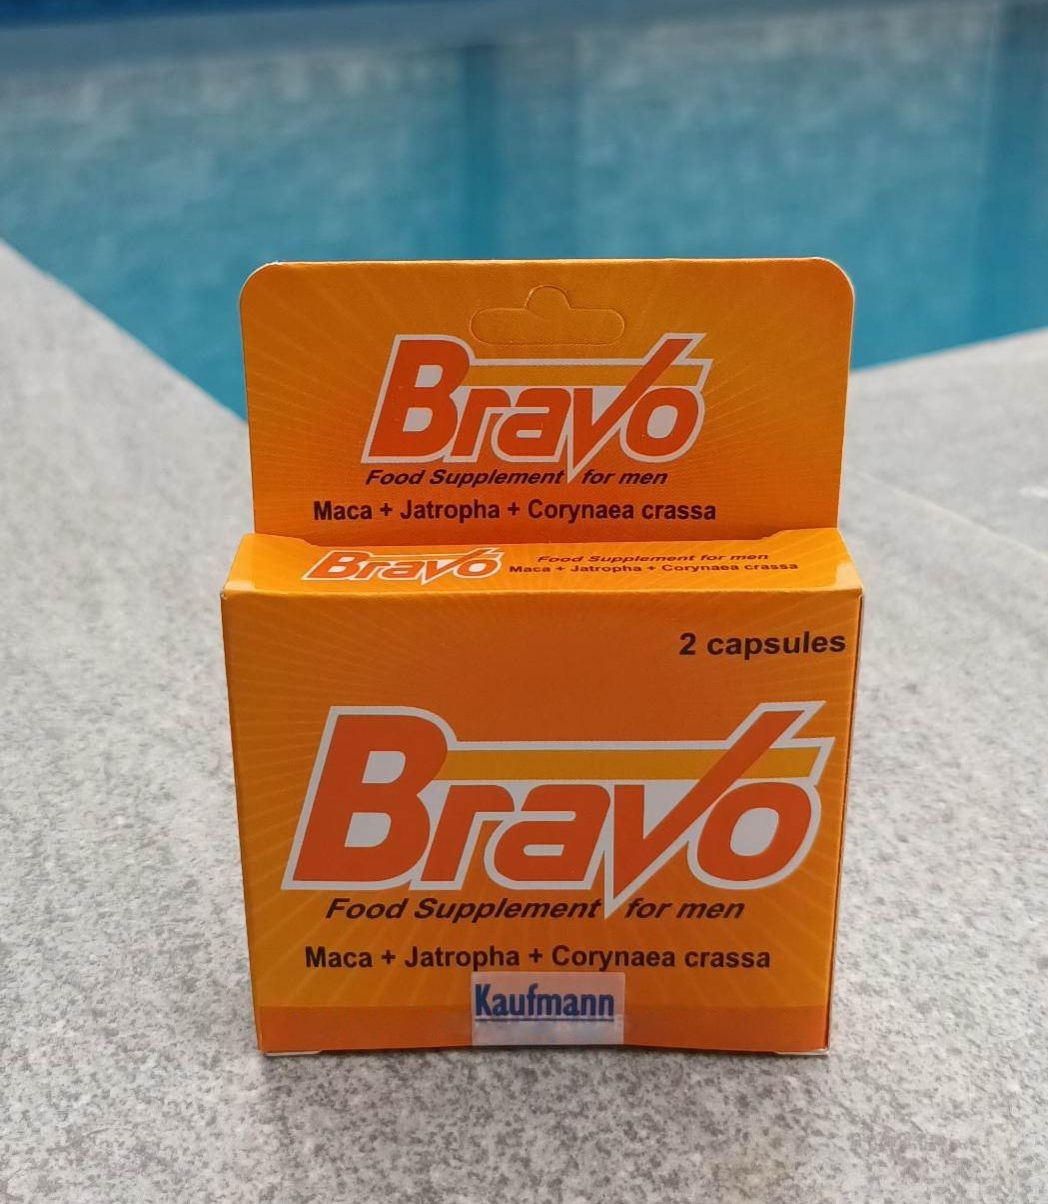 Bravo
Food Supplement for men
Maca + Jatropha + Corynaea crassa
Bravo
Food Supplement for men
Maca + Jatropha + Corynaea crassa
2 capsules
Bravo
Food Supplement for men
Maca + Jatropha + Corynaea crassa
Kaufmann